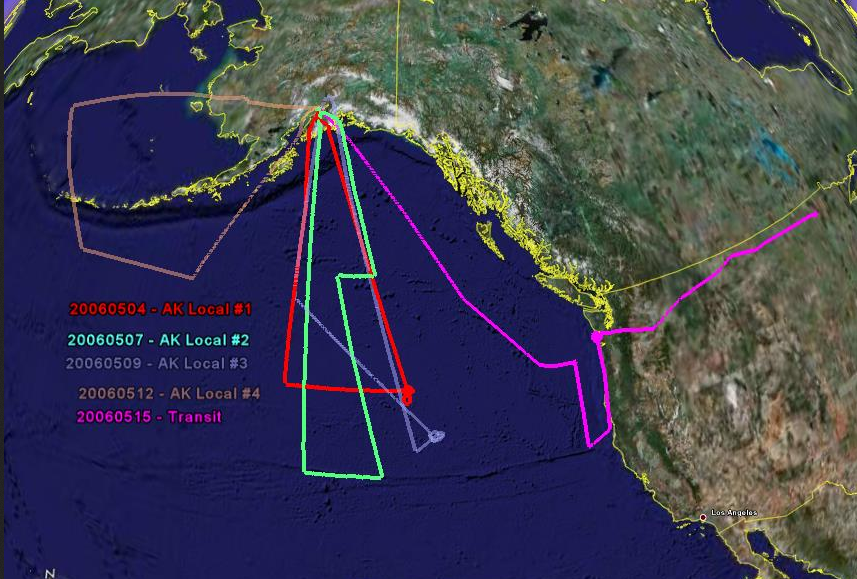 20060504 - AK Local #1
20060507 - AK Local #2
20060509 - AK Local #3
20060512 - AK Local #4
20060515 - Transit
Los Angeles
N